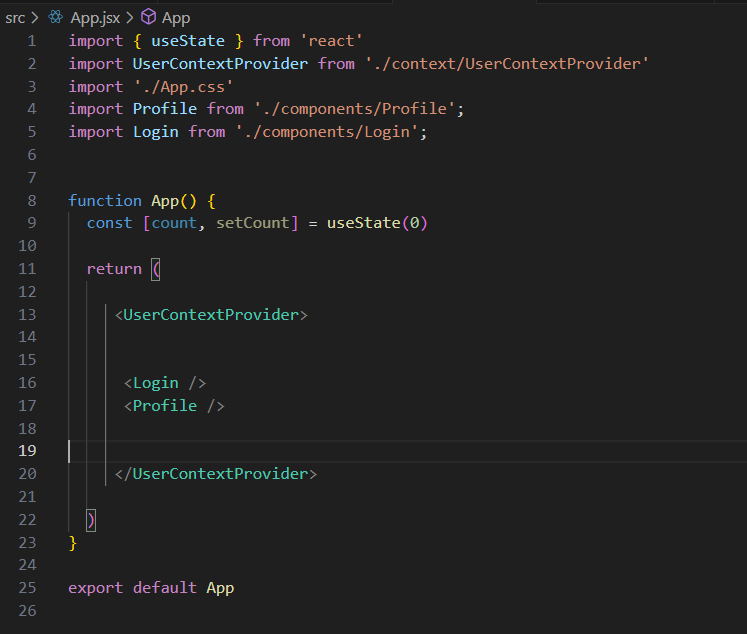 src > App.jsx > App
1 import { useState } from 'react'
2 import UserContextProvider from './context/UserContextProvider'
3 import './App.css'
4 import Profile from './components/Profile';
5 import Login from './components/Login';
6
7
8 function App() {
9 const [count, setCount] = useState(0)
10
11 return (
12
13 <UserContextProvider>
14
15
16 <Login />
17 <Profile />
18
19
20 </UserContextProvider>
21
22 )
23 }
24
25 export default App
26